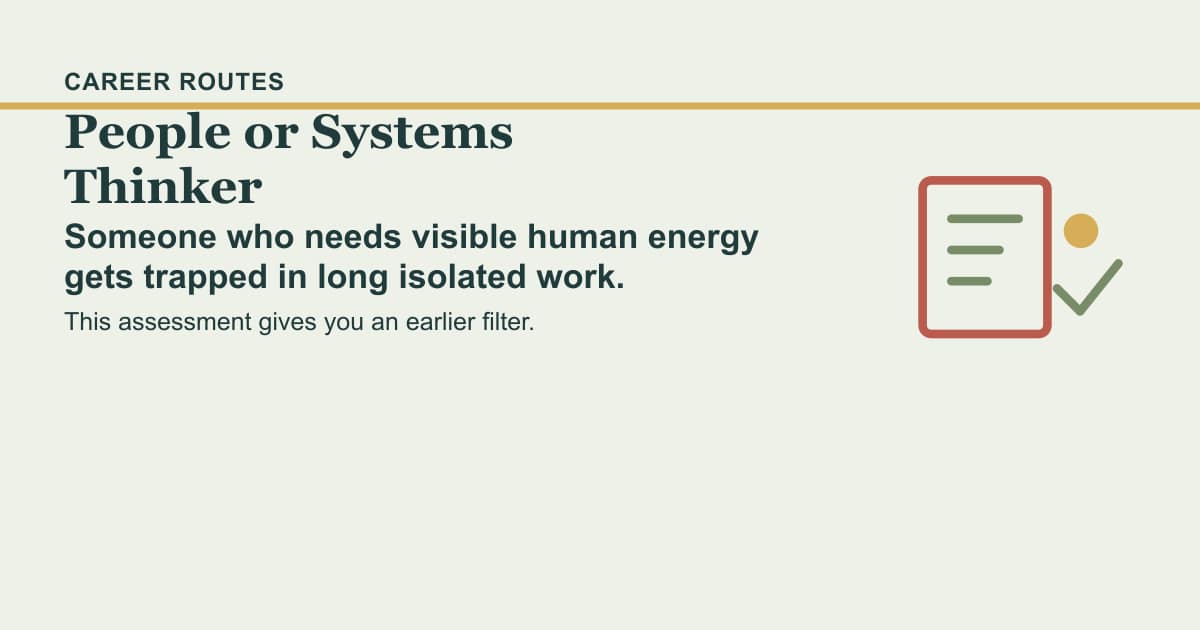 CAREER ROUTES
People or Systems
Thinker
Someone who needs visible human energy
gets trapped in long isolated work.
This assessment gives you an earlier filter.